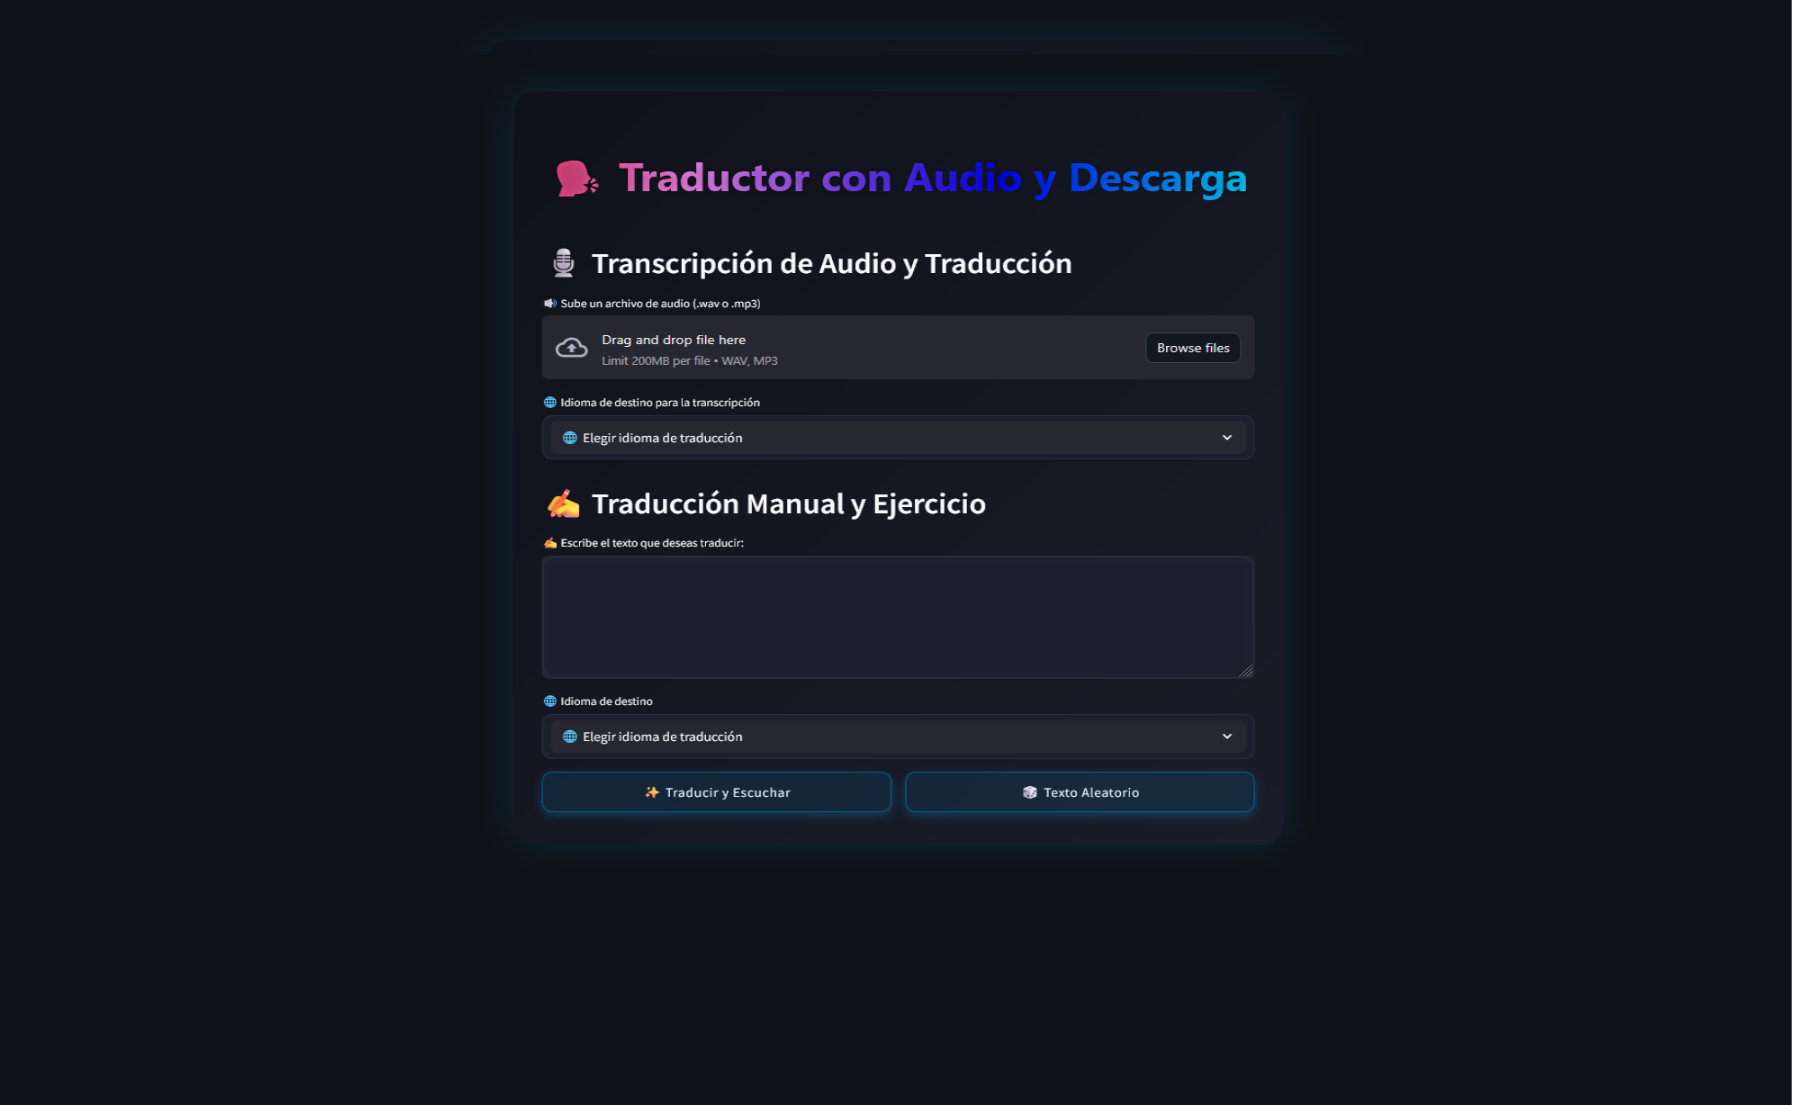 Traductor con Audio y Descarga
Transcripción de Audio y Traducción
Sube un archivo de audio (.wav o .mp3)
Drag and drop file here
Limit 200MB per file • WAV, MP3
Browse files
Idioma de destino para la transcripción
Elegir idioma de traducción
Traducción Manual y Ejercicio
Escribe el texto que deseas traducir:
Idioma de destino
Elegir idioma de traducción
Traducir y Escuchar
Texto Aleatorio